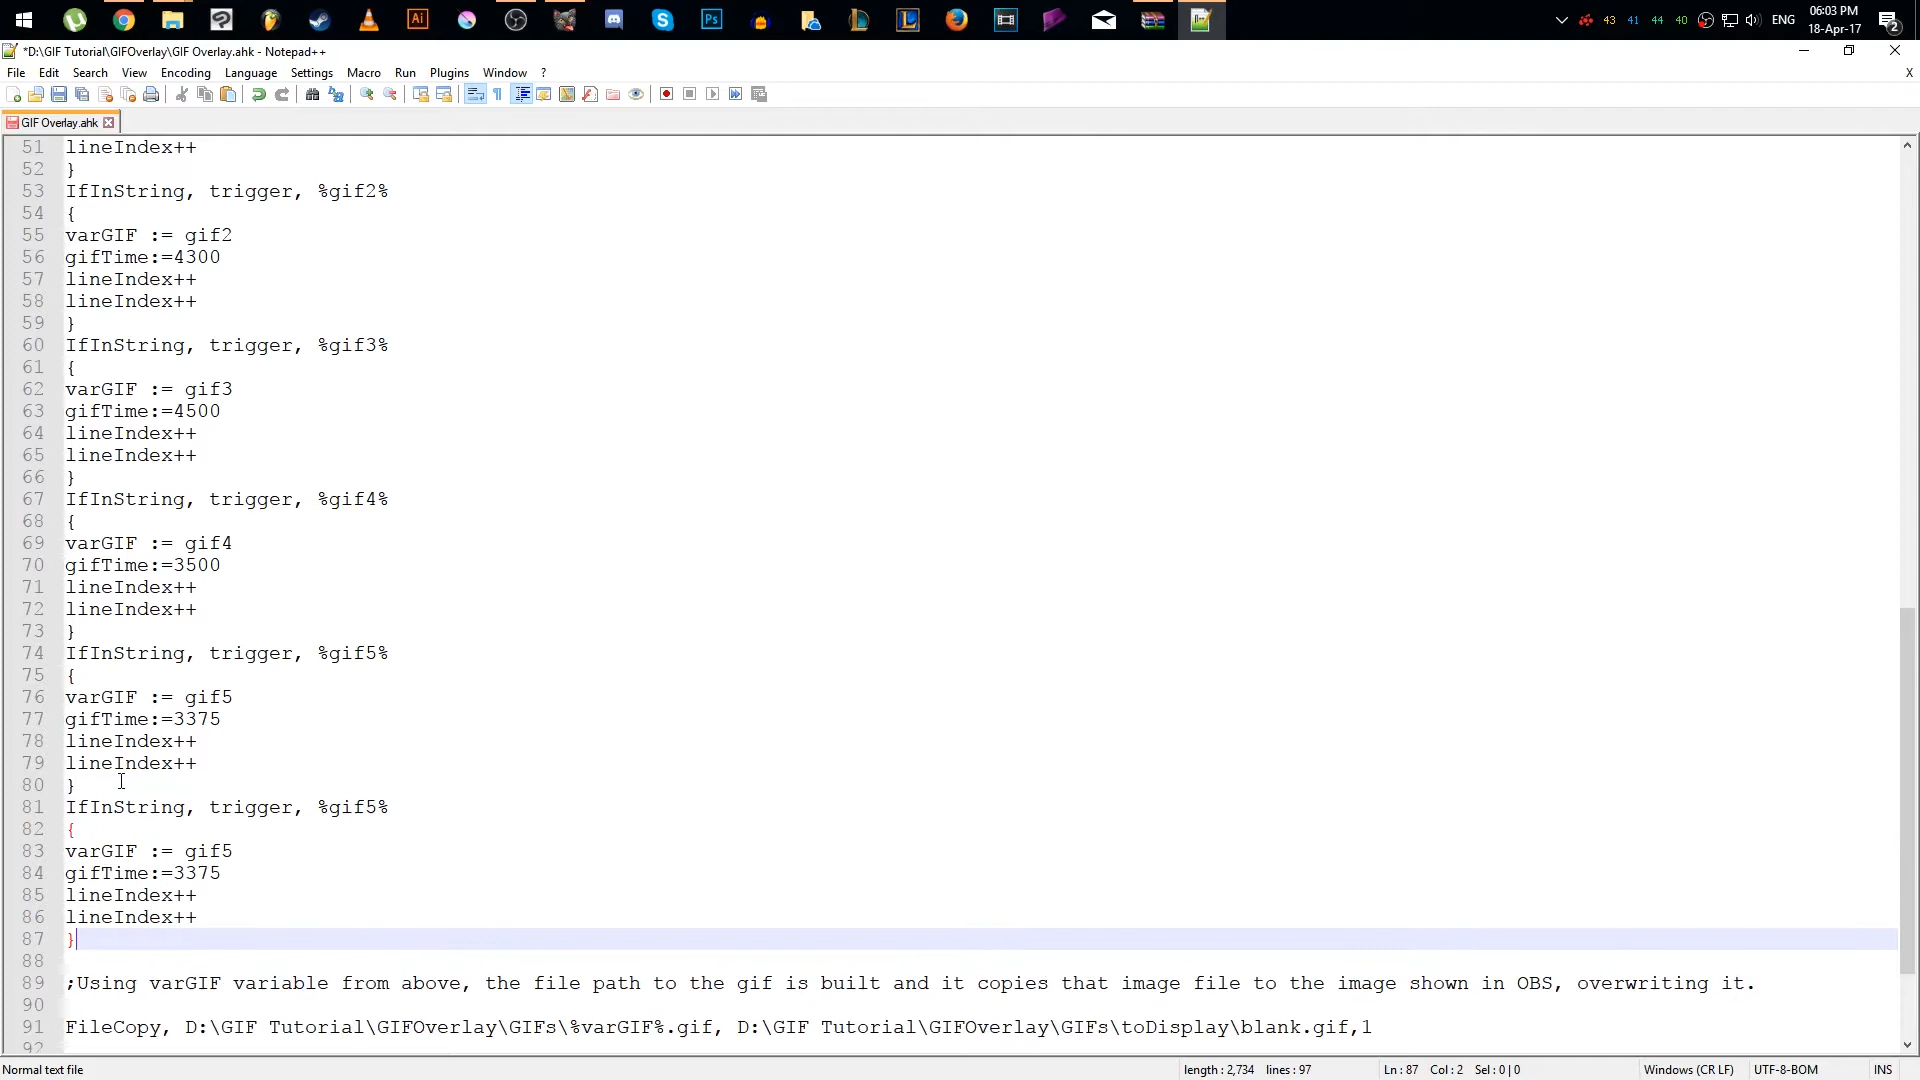 43 41 44 40 ENG 06:03 PM
18-Apr-17
2
*D:\GIF Tutorial\GIFOverlay\GIF Overlay.ahk - Notepad++
File Edit Search View Encoding Language Settings Macro Run Plugins Window ? X
GIF Overlay.ahk
51 lineIndex++
52 }
53 IfInString, trigger, %gif2%
54 {
55 varGIF := gif2
56 gifTime:=4300
57 lineIndex++
58 lineIndex++
59 }
60 IfInString, trigger, %gif3%
61 {
62 varGIF := gif3
63 gifTime:=4500
64 lineIndex++
65 lineIndex++
66 }
67 IfInString, trigger, %gif4%
68 {
69 varGIF := gif4
70 gifTime:=3500
71 lineIndex++
72 lineIndex++
73 }
74 IfInString, trigger, %gif5%
75 {
76 varGIF := gif5
77 gifTime:=3375
78 lineIndex++
79 lineIndex++
80 }
81 IfInString, trigger, %gif5%
82 {
83 varGIF := gif5
84 gifTime:=3375
85 lineIndex++
86 lineIndex++
87 }
88
89 ;Using varGIF variable from above, the file path to the gif is built and it copies that image file to the image shown in OBS, overwriting it.
90
91 FileCopy, D:\GIF Tutorial\GIFOverlay\GIFs\%varGIF%.gif, D:\GIF Tutorial\GIFOverlay\GIFs\toDisplay\blank.gif,1
92
Normal text file length : 2,734 lines : 97 Ln : 87 Col : 2 Sel : 0 | 0 Windows (CR LF) UTF-8-BOM INS